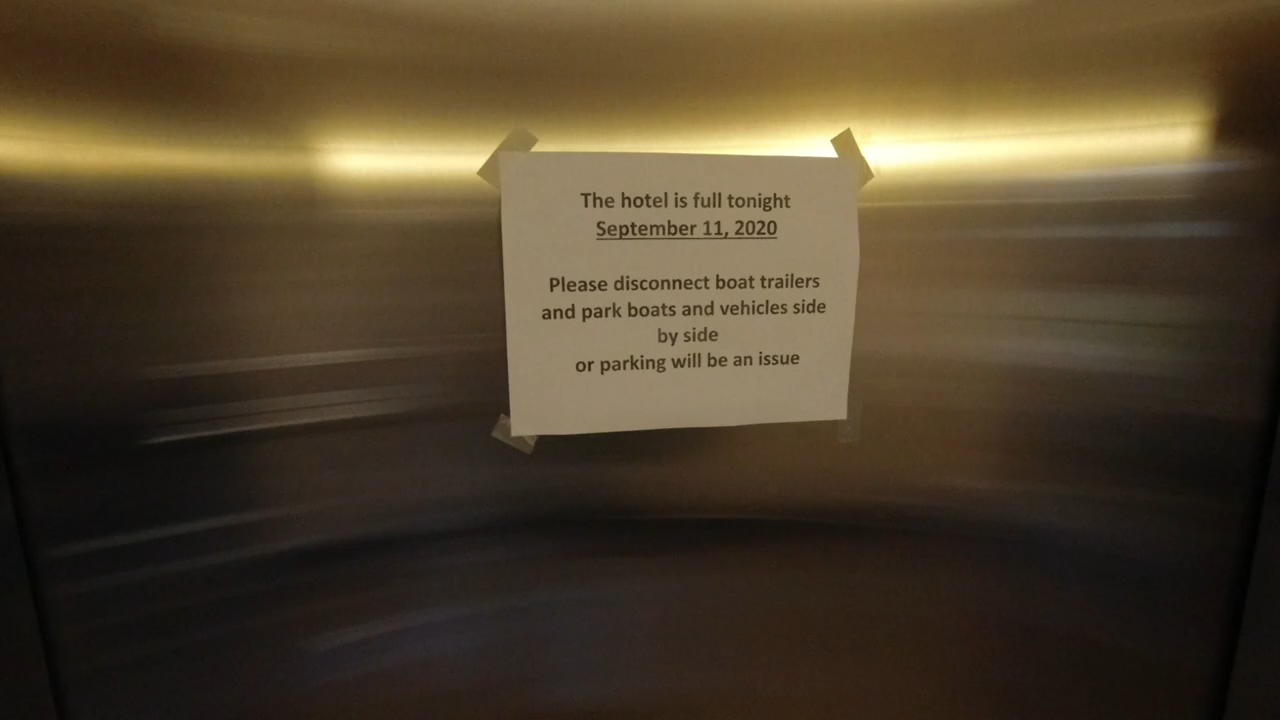 The hotel is full tonight
September 11, 2020
Please disconnect boat trailers
and park boats and vehicles side
by side
or parking will be an issue